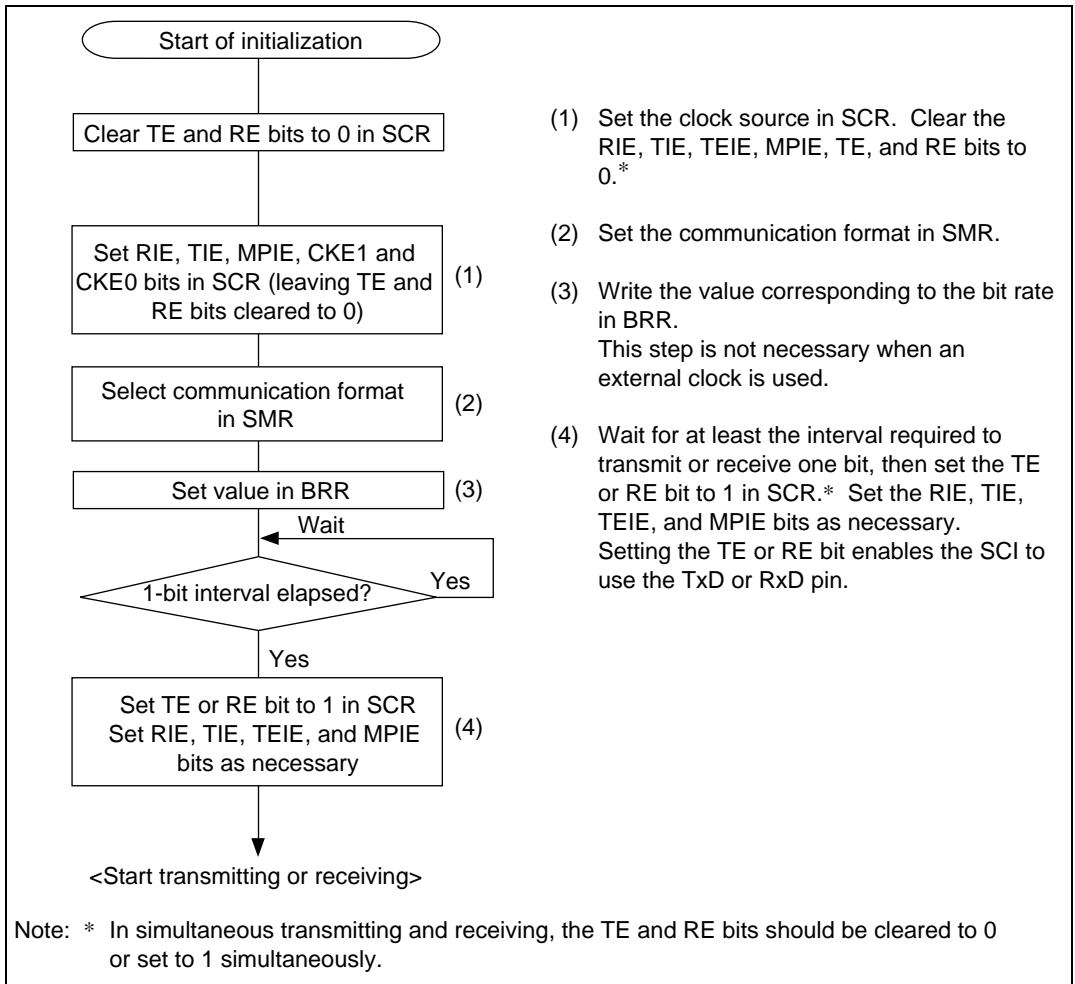 Start of initialization
Clear TE and RE bits to 0 in SCR
Set RIE, TIE, MPIE, CKE1 and
CKE0 bits in SCR (leaving TE and
RE bits cleared to 0)
(1)
Select communication format
in SMR
(2)
Set value in BRR
(3)
Wait
1-bit interval elapsed?
Yes
Yes
Set TE or RE bit to 1 in SCR
Set RIE, TIE, TEIE, and MPIE
bits as necessary
(4)
<Start transmitting or receiving>
(1) Set the clock source in SCR. Clear the
RIE, TIE, TEIE, MPIE, TE, and RE bits to
0.*
(2) Set the communication format in SMR.
(3) Write the value corresponding to the bit rate
in BRR.
This step is not necessary when an
external clock is used.
(4) Wait for at least the interval required to
transmit or receive one bit, then set the TE
or RE bit to 1 in SCR.* Set the RIE, TIE,
TEIE, and MPIE bits as necessary.
Setting the TE or RE bit enables the SCI to
use the TxD or RxD pin.
Note: * In simultaneous transmitting and receiving, the TE and RE bits should be cleared to 0
or set to 1 simultaneously.